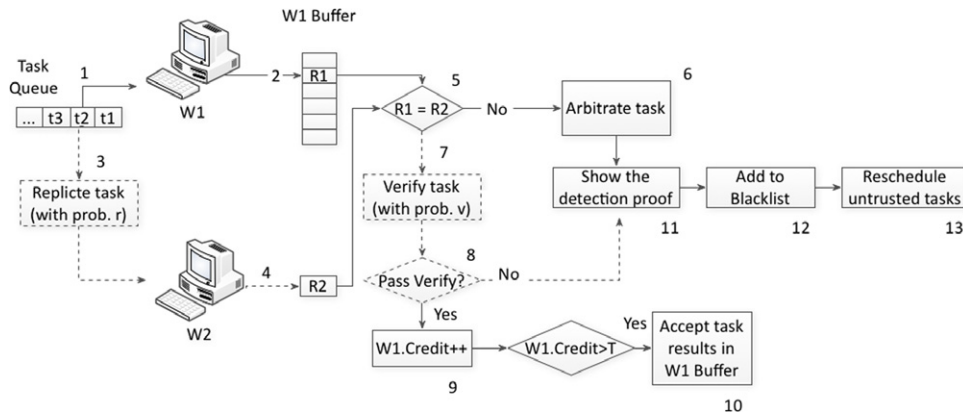 W1 Buffer
Task
Queue
1
W1
2
R1
... t3 t2 t1
5
R1 = R2
No
6
Arbitrate task
3
Replicte task
(with prob. r)
7
Verify task
(with prob. v)
Show the
detection proof
11
Add to
Blacklist
12
Reschedule
untrusted tasks
13
W2
4
R2
8
Pass Verify?
No
Yes
W1.Credit++
9
W1.Credit>T
Yes
Accept task
results in
W1 Buffer
10